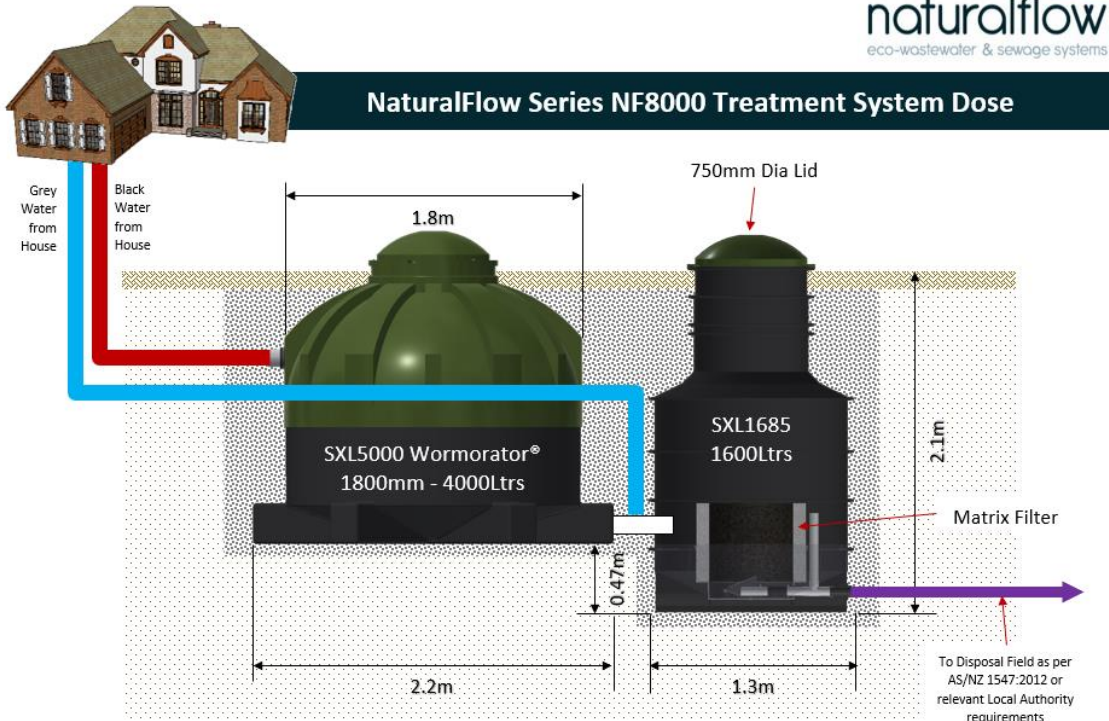 naturalflow
eco-wastewater & sewage systems
NaturalFlow Series NF8000 Treatment System Dose
Grey
Water
from
House
Black
Water
from
House
1.8m
750mm Dia Lid
SXL5000 Wormorator®
1800mm - 4000Ltrs
SXL1685
1600Ltrs
2.1m
Matrix Filter
0.47m
2.2m
1.3m
To Disposal Field as per
AS/NZ 1547:2012 or
relevant Local Authority
requirements